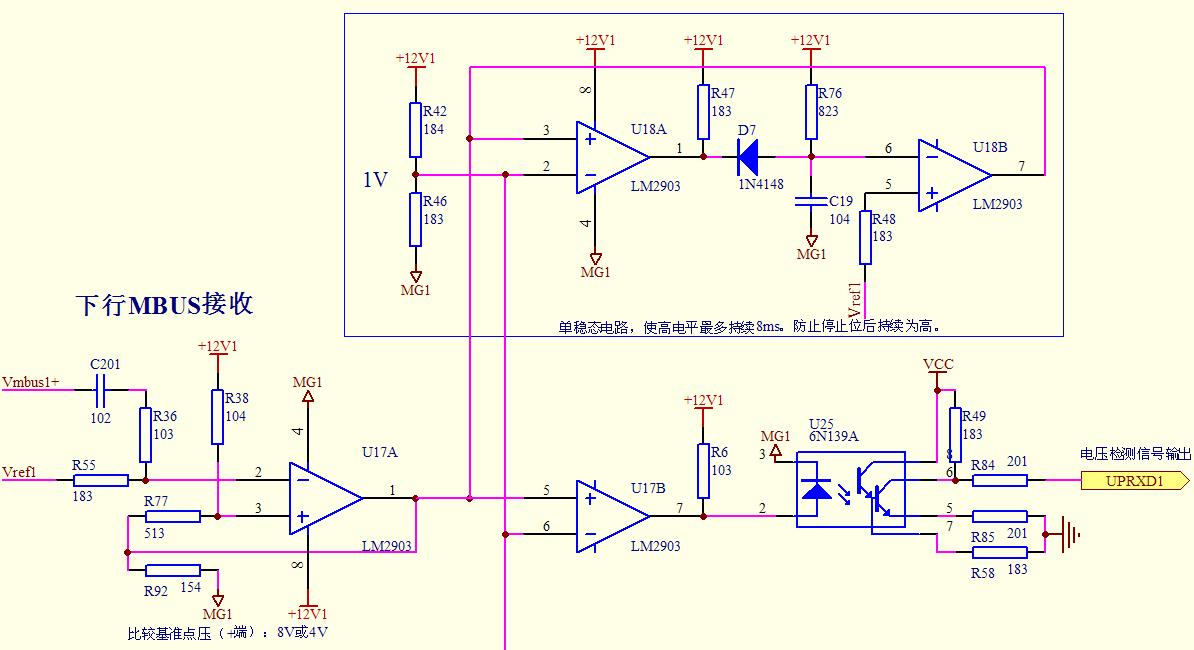 +12V1
+12V1
+12V1
+12V1
R42
184
1V
R46
183
MG1
8
3
2
1
U18A
LM2903
4
MG1
R47
183
D7
1N4148
R76
823
C19
104
MG1
6
5
7
U18B
LM2903
R48
183
Vref1
单稳态电路，使高电平最多持续8ms。防止停止位后持续为高。
下行MBUS接收
Vmbus1+
C201
102
R36
103
+12V1
R38
104
MG1
4
U17A
Vref1
R55
183
2
3
1
R77
513
LM2903
8
R92
154
MG1
+12V1
比较基准点压（+端）：8V或4V
+12V1
R6
103
5
6
7
U17B
LM2903
MG1
3
2
U25
6N139A
VCC
8
6
5
7
R49
183
R84
201
R85
201
R58
183
电压检测信号输出
UPRXD1